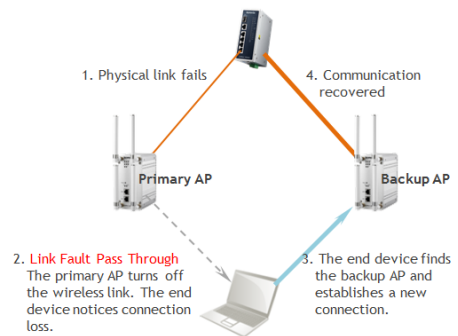 1. Physical link fails
4. Communication
recovered
Primary AP
Backup AP
2. Link Fault Pass Through
The primary AP turns off
the wireless link. The end
device notices connection
loss.
3. The end device finds
the backup AP and
establishes a new
connection.